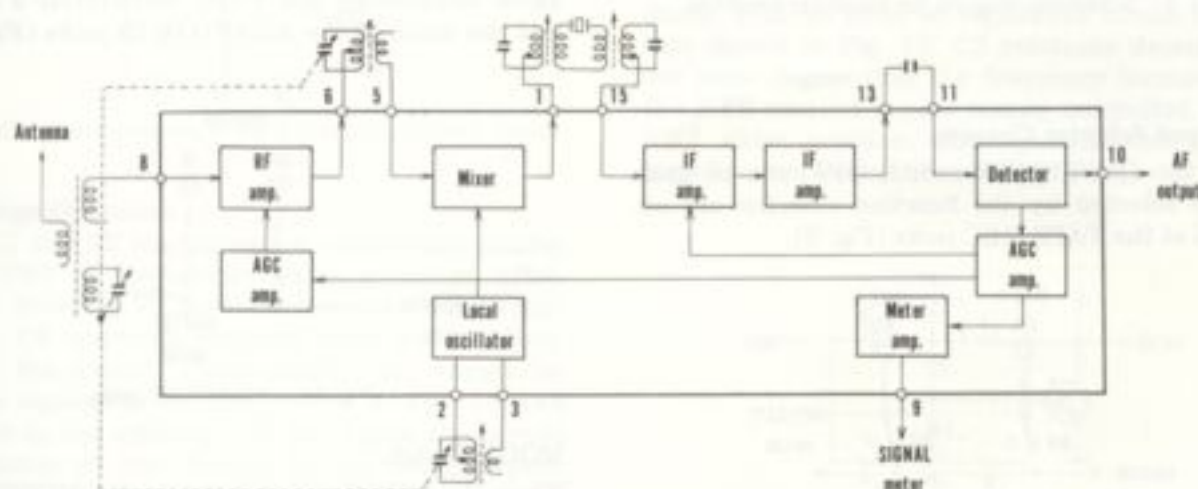 6
5
1
15
13
11
Antenna
8
RF
amp.
Mixer
IF
amp.
IF
amp.
Detector
10
AF
output
AGC
amp.
Local
oscillator
AGC
amp.
Meter
amp.
2
3
9
SIGNAL
meter